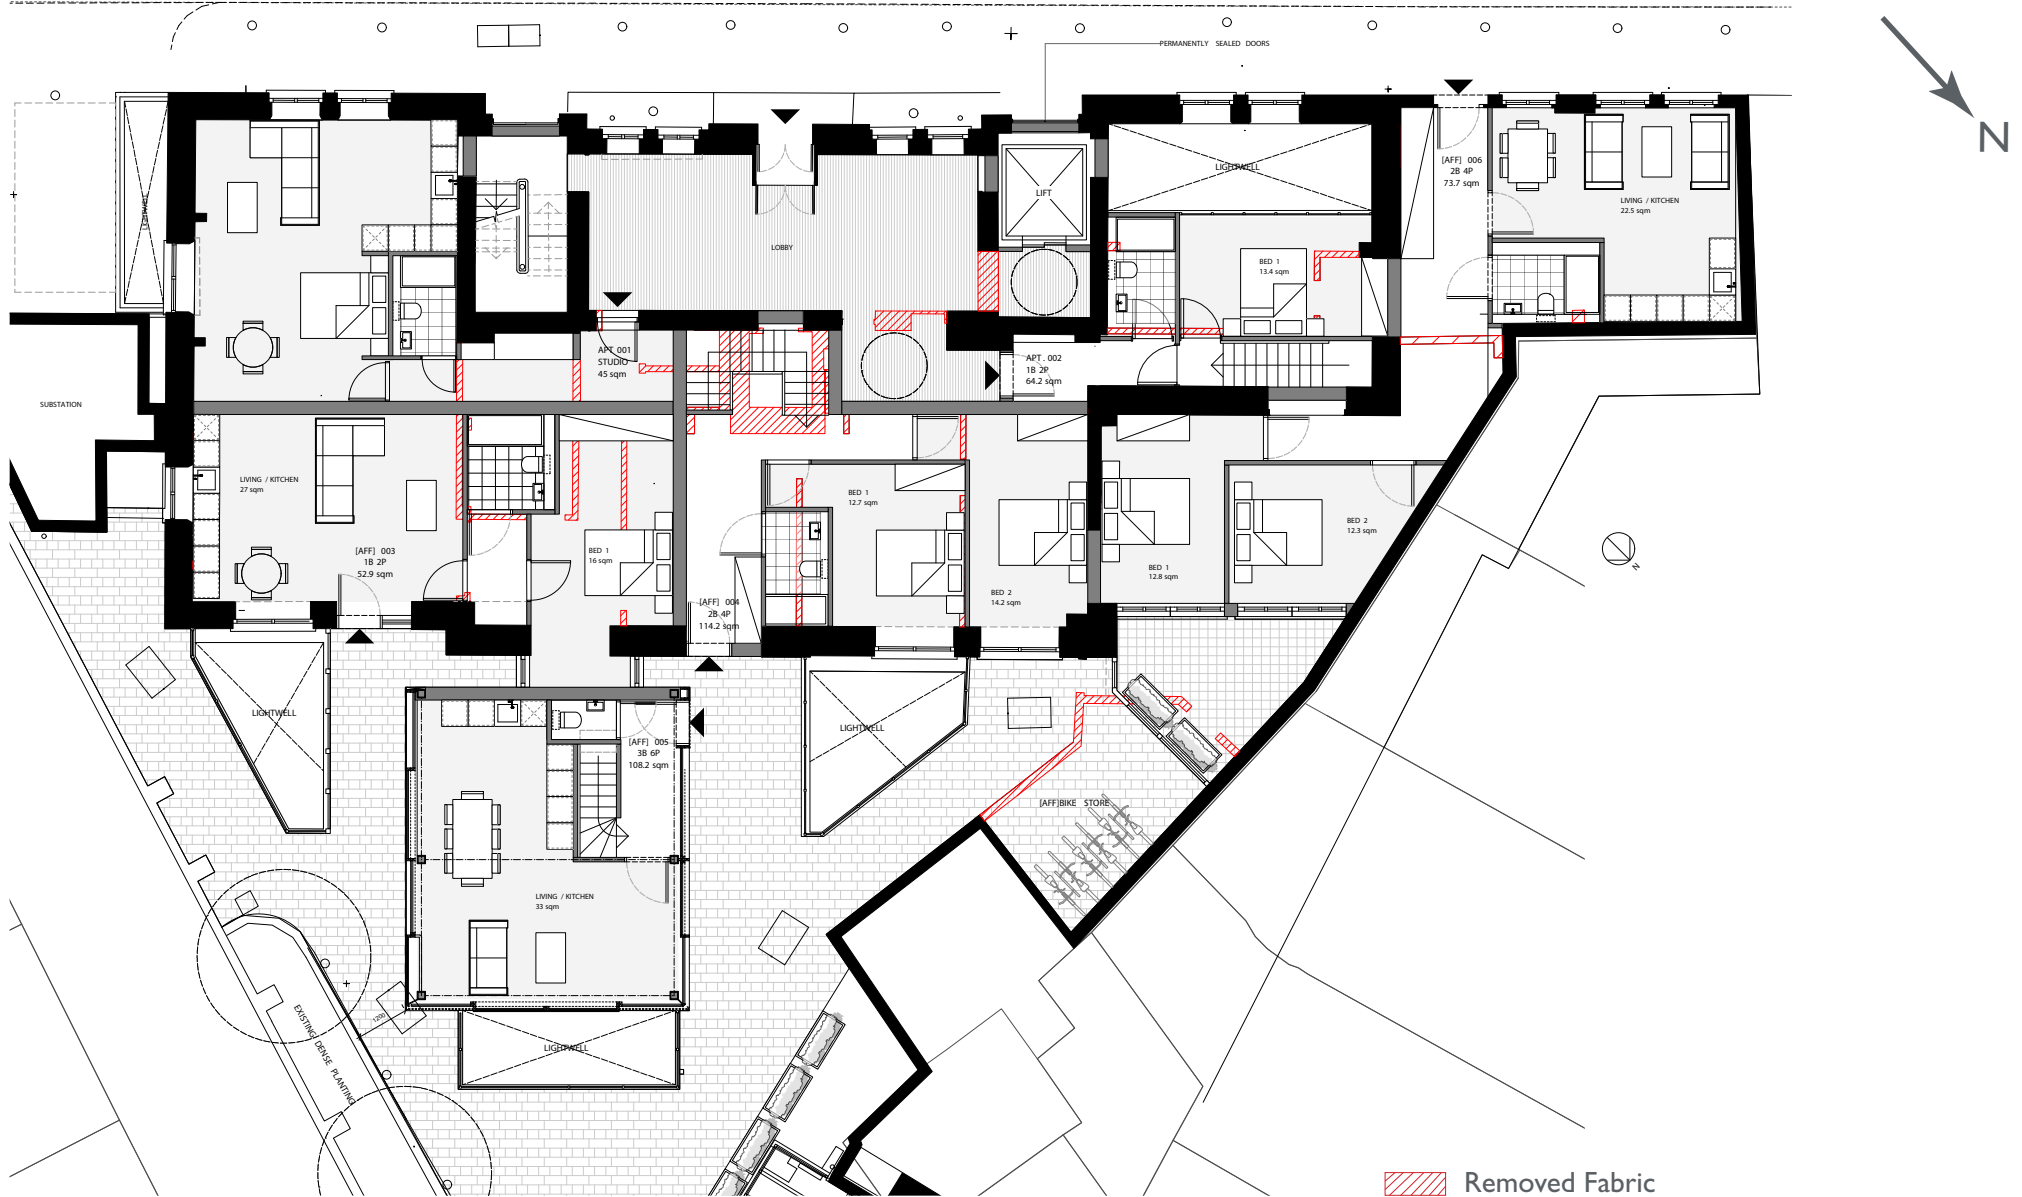 PERMANENTLY SEALED DOORS
N
[AFF] 006
2B 4P
73.7 sqm
LIGHTWELL
LIFT
LIGHTWELL
LIVING / KITCHEN
22.5 sqm
LOBBY
BED 1
13.4 sqm
APT. 001
STUDIO
45 sqm
APT. 002
1B 2P
64.2 sqm
SUBSTATION
LIVING / KITCHEN
27 sqm
BED 1
12.7 sqm
[AFF] 003
1B 2P
52.9 sqm
BED 1
16 sqm
BED 2
12.3 sqm
BED 1
12.8 sqm
N
[AFF] 004
2B 4P
114.2 sqm
BED 2
14.2 sqm
LIGHTWELL
LIGHTWELL
[AFF] 005
3B 6P
108.2 sqm
[AFF]BIKE STORE
LIVING / KITCHEN
33 sqm
1200
EXISTING DENSE PLANTING
LIGHTWELL
Removed Fabric